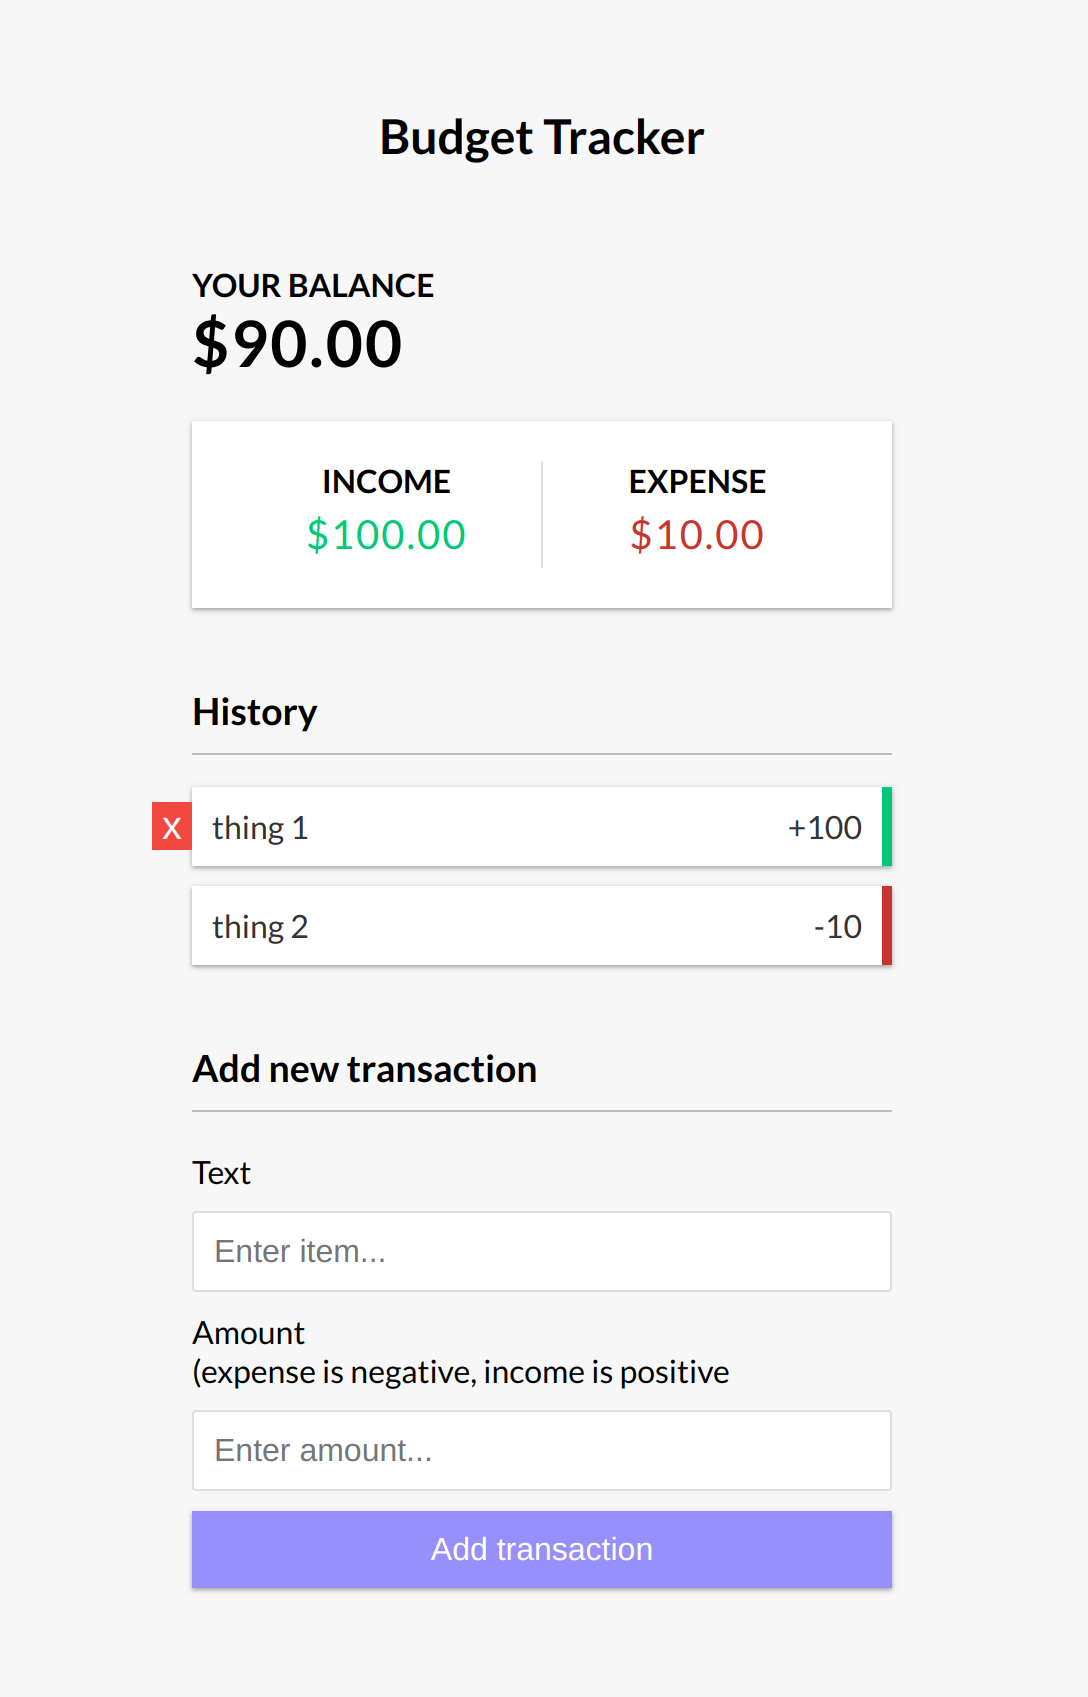 Budget Tracker
YOUR BALANCE
$90.00
INCOME
$100.00
EXPENSE
$10.00
History
x thing 1 +100
thing 2 -10
Add new transaction
Text
Enter item...
Amount
(expense is negative, income is positive
Enter amount...
Add transaction